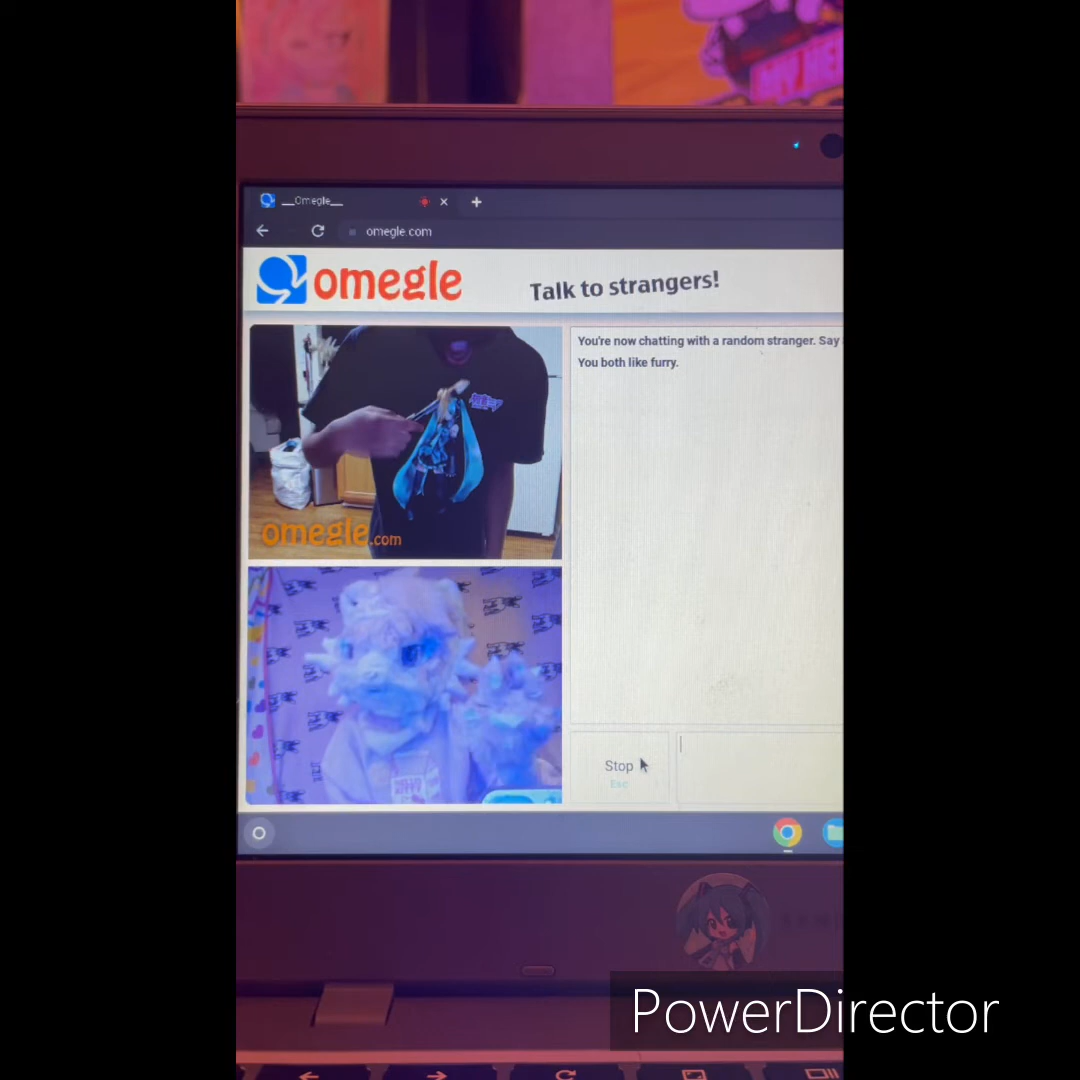 __Omegle__
omegle.com
omegle
Talk to strangers!
You're now chatting with a random stranger. Say
You both like furry.
omegle.com
Stop
Esc
PowerDirector